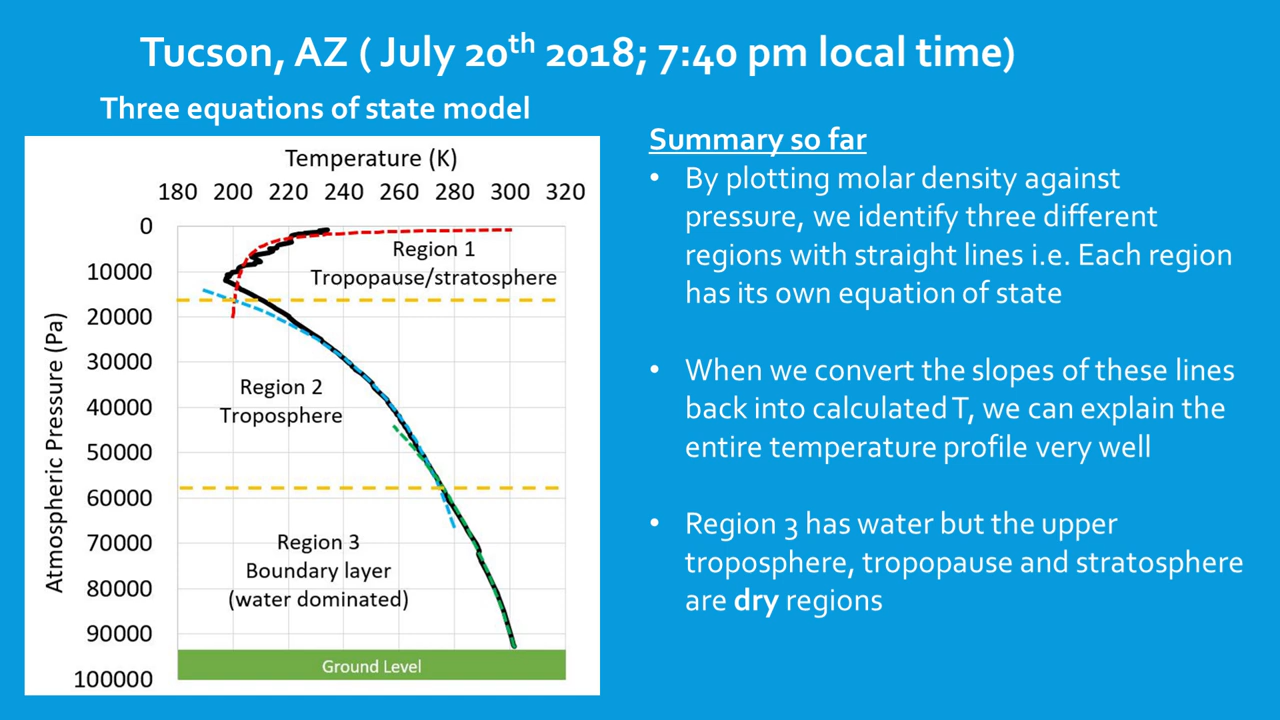 Tucson, AZ ( July 20th 2018; 7:40 pm local time)
Three equations of state model
Temperature (K)
180 200 220 240 260 280 300 320
0
10000
20000
30000
40000
50000
60000
70000
80000
90000
100000
Atmospheric Pressure (Pa)
Region 1
Tropopause/stratosphere
Region 2
Troposphere
Region 3
Boundary layer
(water dominated)
Ground Level
Summary so far
• By plotting molar density against
pressure, we identify three different
regions with straight lines i.e. Each region
has its own equation of state
• When we convert the slopes of these lines
back into calculated T, we can explain the
entire temperature profile very well
• Region 3 has water but the upper
troposphere, tropopause and stratosphere
are dry regions